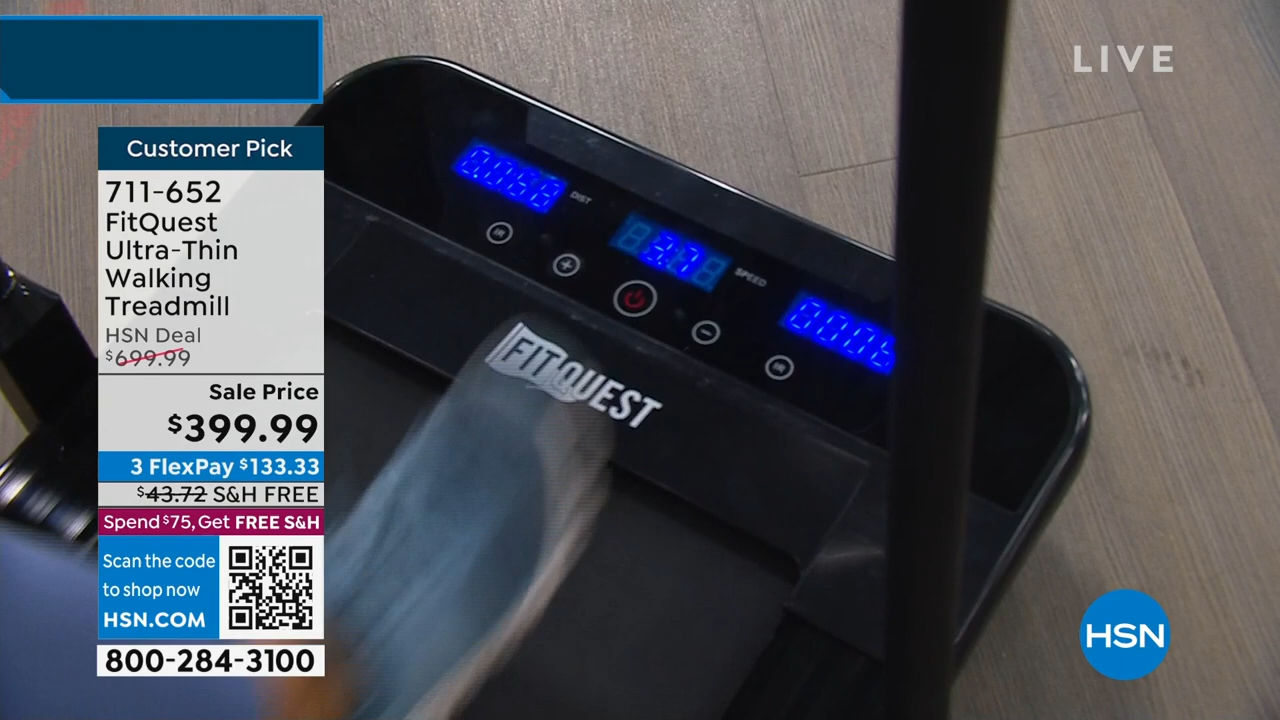 LIVE
Customer Pick
711-652
FitQuest
Ultra-Thin
Walking
Treadmill
HSN Deal
$699.99
Sale Price
$399.99
3 FlexPay $133.33
$43.72 S&H FREE
Spend $75, Get FREE S&H
Scan the code
to shop now
HSN.COM
800-284-3100
DIST
3.7
SPEED
FITQUEST
HSN